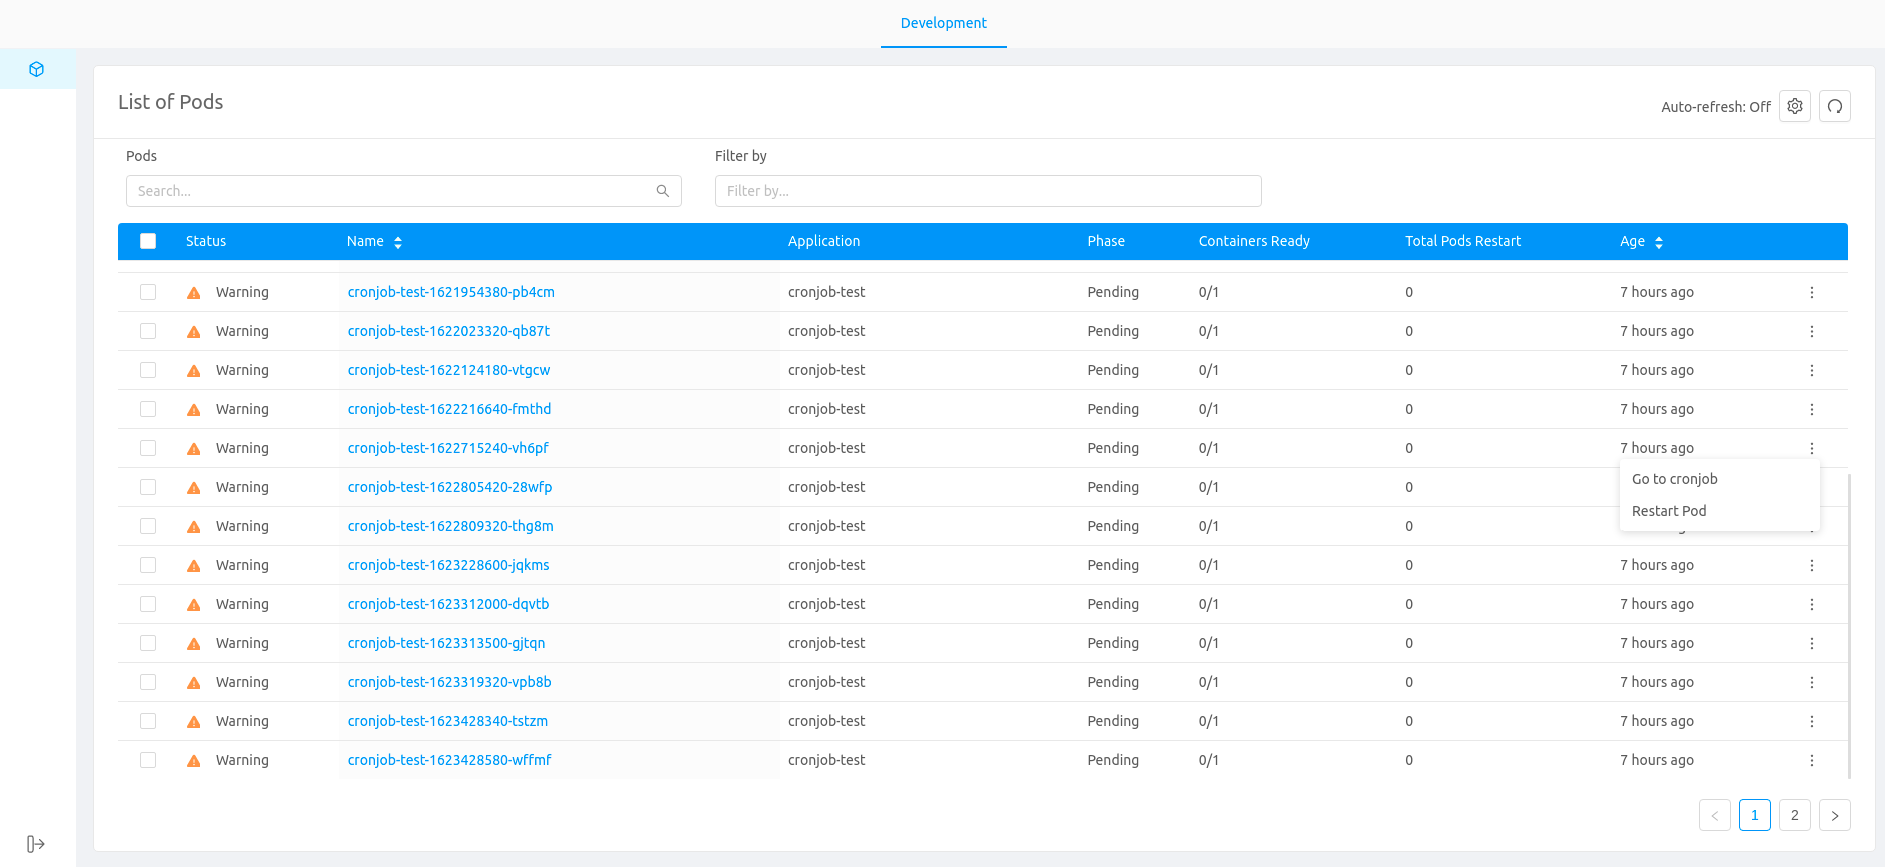 Development
List of Pods
Auto-refresh: Off
Pods
Filter by
Search...
Filter by...
Status Name Application Phase Containers Ready Total Pods Restart Age
Warning cronjob-test-1621954380-pb4cm cronjob-test Pending 0/1 0 7 hours ago
Warning cronjob-test-1622023320-qb87t cronjob-test Pending 0/1 0 7 hours ago
Warning cronjob-test-1622124180-vtgcw cronjob-test Pending 0/1 0 7 hours ago
Warning cronjob-test-1622216640-fmthd cronjob-test Pending 0/1 0 7 hours ago
Warning cronjob-test-1622715240-vh6pf cronjob-test Pending 0/1 0 7 hours ago
Go to cronjob
Warning cronjob-test-1622805420-28wfp cronjob-test Pending 0/1 0
Restart Pod
Warning cronjob-test-1622809320-thg8m cronjob-test Pending 0/1 0
Warning cronjob-test-1623228600-jqkms cronjob-test Pending 0/1 0 7 hours ago
Warning cronjob-test-1623312000-dqvtb cronjob-test Pending 0/1 0 7 hours ago
Warning cronjob-test-1623313500-gjtqn cronjob-test Pending 0/1 0 7 hours ago
Warning cronjob-test-1623319320-vpb8b cronjob-test Pending 0/1 0 7 hours ago
Warning cronjob-test-1623428340-tstzm cronjob-test Pending 0/1 0 7 hours ago
Warning cronjob-test-1623428580-wffmf cronjob-test Pending 0/1 0 7 hours ago
1 2